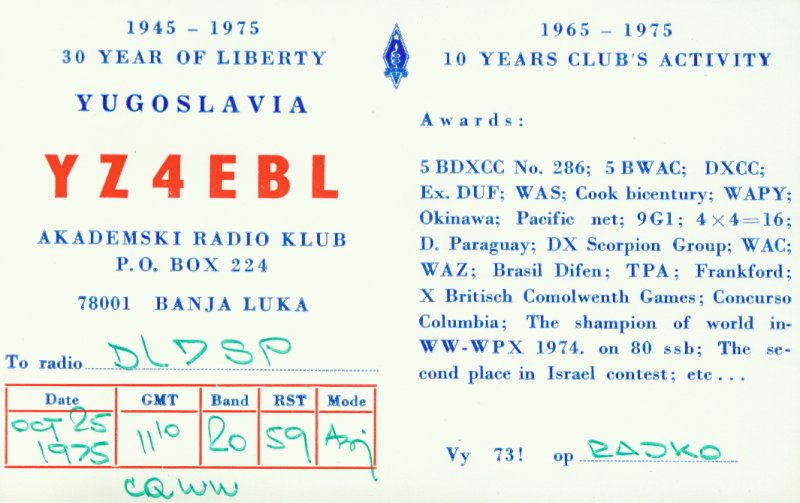 1945 - 1975
30 YEAR OF LIBERTY
YUGOSLAVIA
YZ4EBL
AKADEMSKI RADIO KLUB
P.O. BOX 224
78001 BANJA LUKA
To radio DL7SP
Date GMT Band RST Mode
OCT 25 1975 1110 20 59
CQWW
1965 - 1975
10 YEARS CLUB'S ACTIVITY
Awards:
5 BDXCC No. 286; 5 BWAC; DXCC;
Ex. DUF; WAS; Cook bicentury; WAPY;
Okinawa; Pacific net; 9G1; 4×4=16;
D. Paraguay; DX Scorpion Group; WAC;
WAZ; Brasil Difen; TPA; Frankford;
X Britisch Comolwenth Games; Concurso
Columbia; The shampion of world in-
WW-WPX 1974. on 80 ssb; The se-
cond place in Israel contest; etc...
Vy 73! op RAJKO